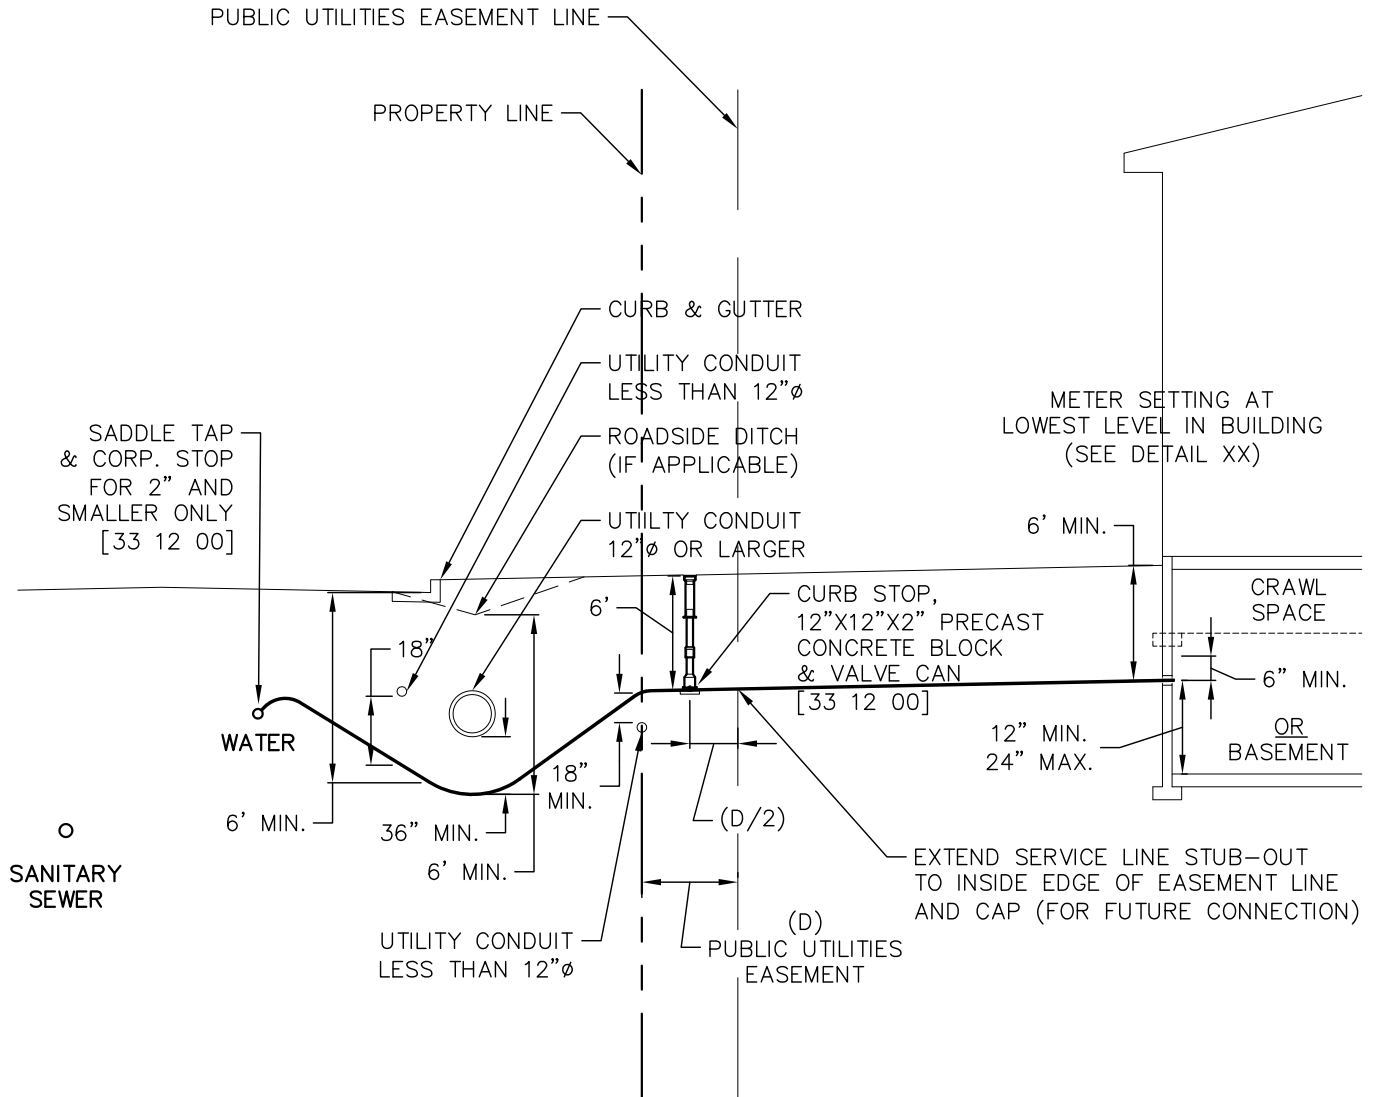 PUBLIC UTILITIES EASEMENT LINE
PROPERTY LINE
CURB & GUTTER
UTILITY CONDUIT
LESS THAN 12"ø
ROADSIDE DITCH
(IF APPLICABLE)
UTIILTY CONDUIT
12"ø OR LARGER
SADDLE TAP
& CORP. STOP
FOR 2" AND
SMALLER ONLY
[33 12 00]
METER SETTING AT
LOWEST LEVEL IN BUILDING
(SEE DETAIL XX)
6' MIN.
CRAWL
SPACE
6'
CURB STOP,
12"X12"X2" PRECAST
CONCRETE BLOCK
& VALVE CAN
[33 12 00]
18"
6" MIN.
WATER
12" MIN.
24" MAX.
OR
BASEMENT
18"
MIN.
6' MIN.
36" MIN.
6' MIN.
(D/2)
SANITARY
SEWER
EXTEND SERVICE LINE STUB-OUT
TO INSIDE EDGE OF EASEMENT LINE
AND CAP (FOR FUTURE CONNECTION)
UTILITY CONDUIT
LESS THAN 12"ø
(D)
PUBLIC UTILITIES
EASEMENT